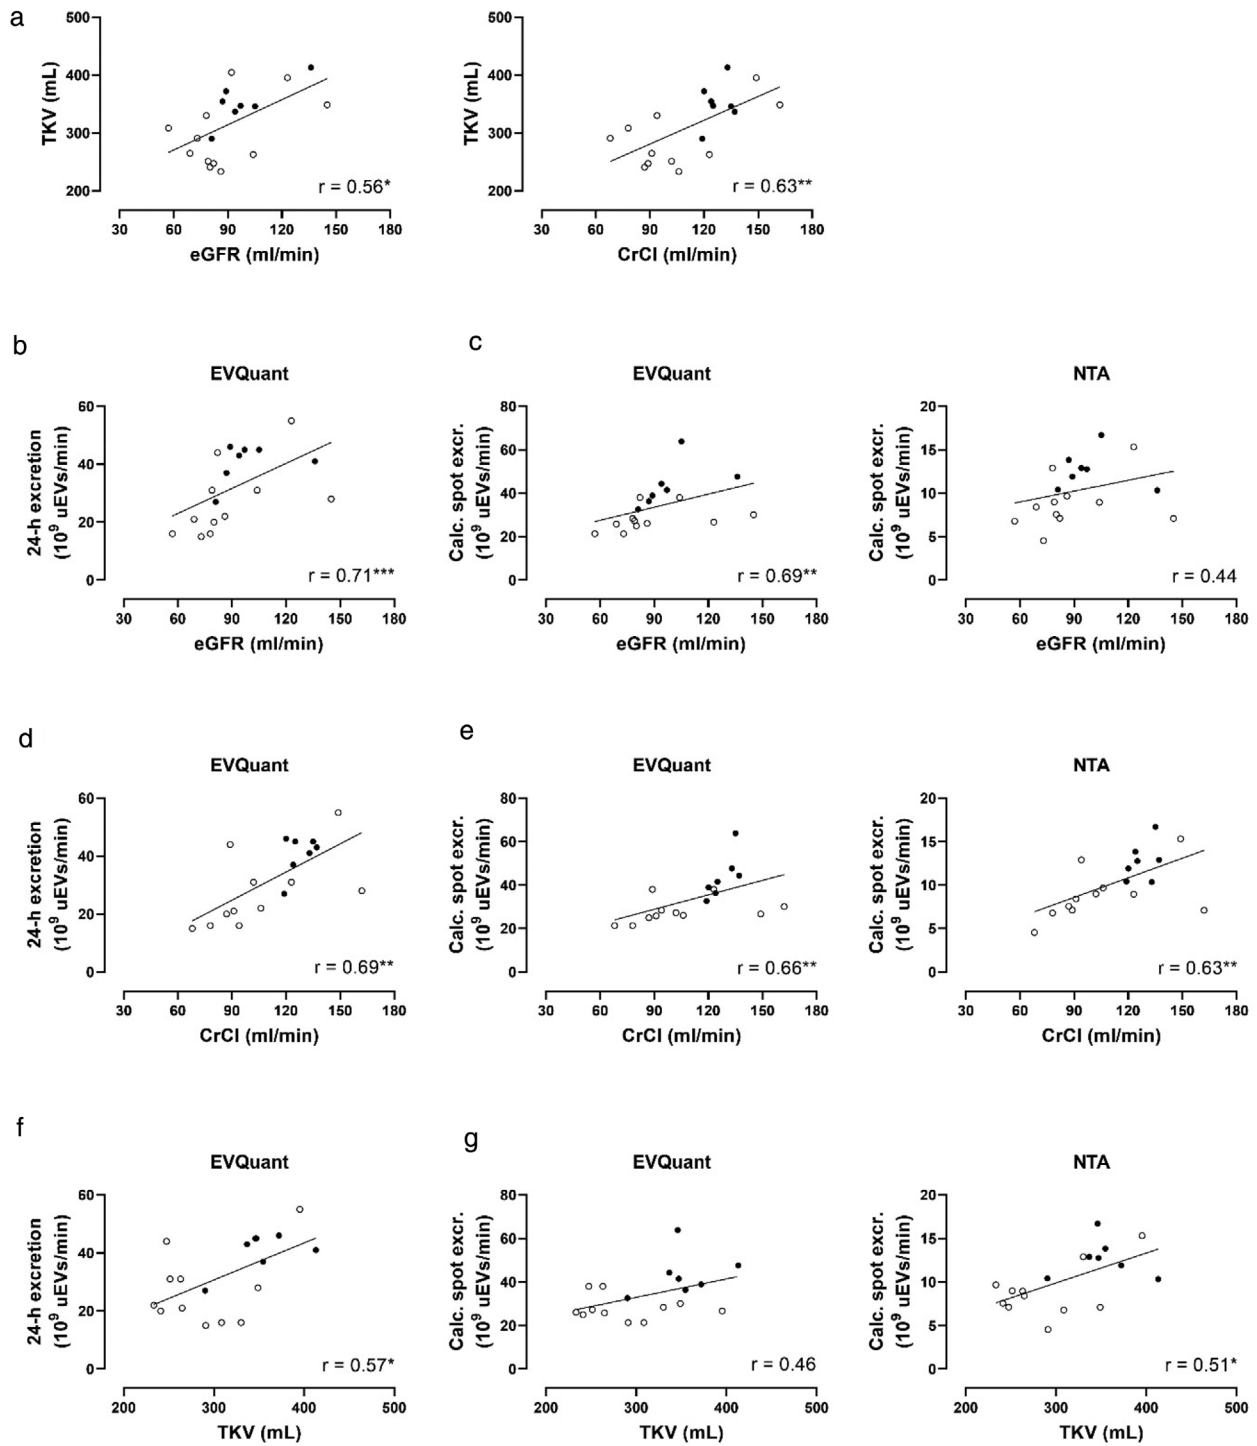 a
500
400
300
200
TKV (mL)
r = 0.56*
30 60 90 120 150 180
eGFR (ml/min)
500
400
300
200
TKV (mL)
r = 0.63**
30 60 90 120 150 180
CrCl (ml/min)
b
EVQuant
60
40
20
0
24-h excretion
(10⁹ uEVs/min)
r = 0.71***
30 60 90 120 150 180
eGFR (ml/min)
c
EVQuant
80
60
40
20
0
Calc. spot excr.
(10⁹ uEVs/min)
r = 0.69**
30 60 90 120 150 180
eGFR (ml/min)
NTA
20
15
10
5
0
Calc. spot excr.
(10⁹ uEVs/min)
r = 0.44
30 60 90 120 150 180
eGFR (ml/min)
d
EVQuant
60
40
20
0
24-h excretion
(10⁹ uEVs/min)
r = 0.69**
30 60 90 120 150 180
CrCl (ml/min)
e
EVQuant
80
60
40
20
0
Calc. spot excr.
(10⁹ uEVs/min)
r = 0.66**
30 60 90 120 150 180
CrCl (ml/min)
NTA
20
15
10
5
0
Calc. spot excr.
(10⁹ uEVs/min)
r = 0.63**
30 60 90 120 150 180
CrCl (ml/min)
f
EVQuant
60
40
20
0
24-h excretion
(10⁹ uEVs/min)
r = 0.57*
200 300 400 500
TKV (mL)
g
EVQuant
80
60
40
20
0
Calc. spot excr.
(10⁹ uEVs/min)
r = 0.46
200 300 400 500
TKV (mL)
NTA
20
15
10
5
0
Calc. spot excr.
(10⁹ uEVs/min)
r = 0.51*
200 300 400 500
TKV (mL)